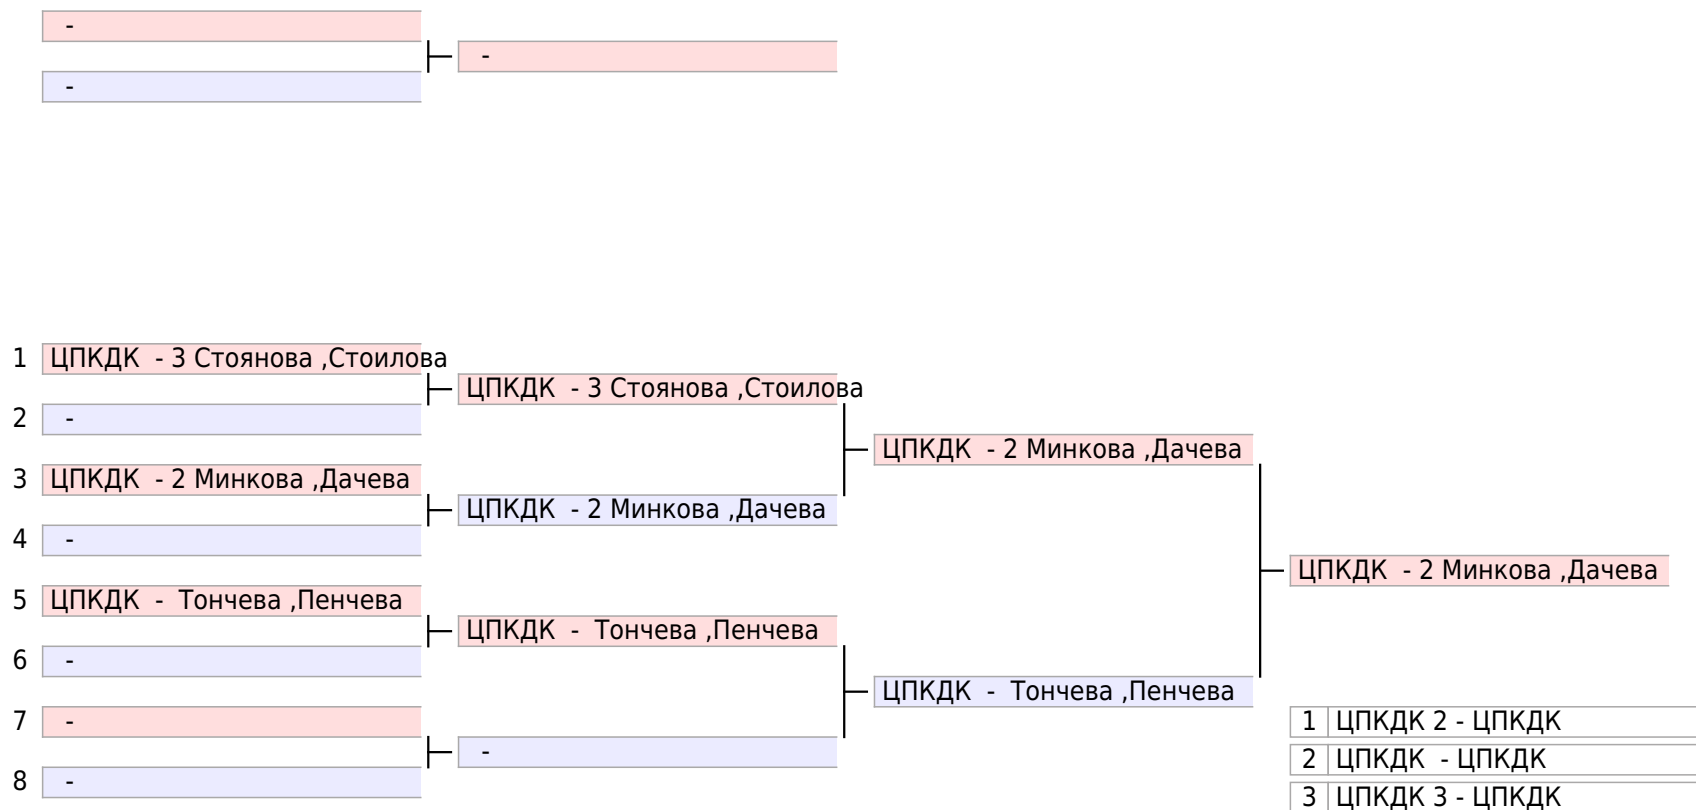 -
-
-
1 ЦПКДК - 3 Стоянова ,Стоилова
ЦПКДК - 3 Стоянова ,Стоилова
2 -
ЦПКДК - 2 Минкова ,Дачева
3 ЦПКДК - 2 Минкова ,Дачева
ЦПКДК - 2 Минкова ,Дачева
4 -
ЦПКДК - 2 Минкова ,Дачева
5 ЦПКДК - Тончева ,Пенчева
ЦПКДК - Тончева ,Пенчева
6 -
ЦПКДК - Тончева ,Пенчева
7 -
-
8 -
1 ЦПКДК 2 - ЦПКДК
2 ЦПКДК - ЦПКДК
3 ЦПКДК 3 - ЦПКДК